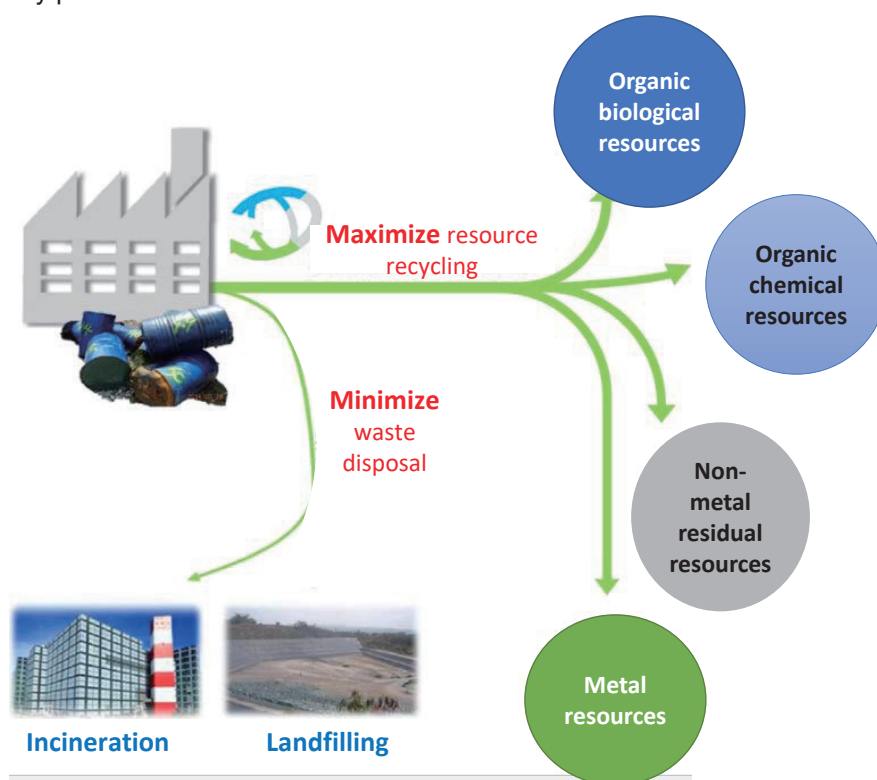 Organic
biological
resources
Maximize resource
recycling
Organic
chemical
resources
Minimize
waste
disposal
Non-
metal
residual
resources
Metal
resources
Incineration
Landfilling